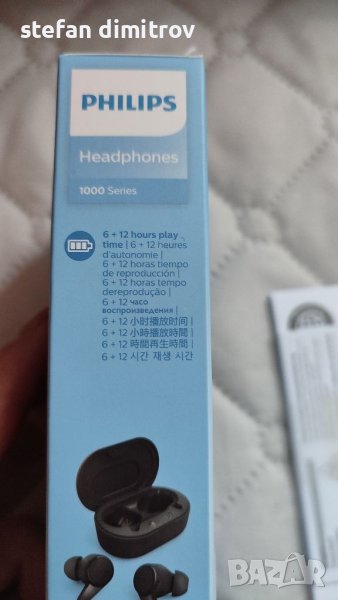 stefan dimitrov
PHILIPS
Headphones
1000 Series
6 + 12 hours play
time | 6 + 12 heures
d'autonomie |
6 + 12 horas tiempo
de reproducción |
6 + 12 horas tempo
dereprodução |
6 + 12 часо
воспроизведения |
6 + 12 小时播放时间 |
6 + 12 小時播放時間 |
6 + 12 時間再生時間 |
6 + 12 시간 재생 시간
BAZAR